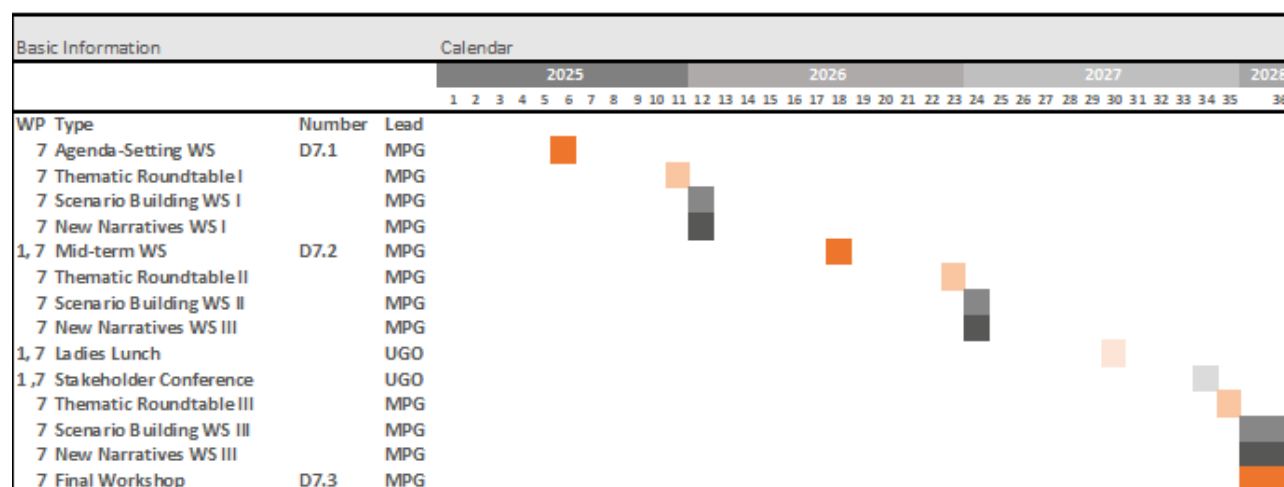 Basic Information Calendar
2025 2026 2027 2028
1 2 3 4 5 6 7 8 9 10 11 12 13 14 15 16 17 18 19 20 21 22 23 24 25 26 27 28 29 30 31 32 33 34 35 36
WP Type Number Lead
7 Agenda-Setting WS D7.1 MPG
7 Thematic Roundtable I MPG
7 Scenario Building WS I MPG
7 New Narratives WS I MPG
1, 7 Mid-term WS D7.2 MPG
7 Thematic Roundtable II MPG
7 Scenario Building WS II MPG
7 New Narratives WS III MPG
1, 7 Ladies Lunch UGO
1 ,7 Stakeholder Conference UGO
7 Thematic Roundtable III MPG
7 Scenario Building WS III MPG
7 New Narratives WS III MPG
7 Final Workshop D7.3 MPG